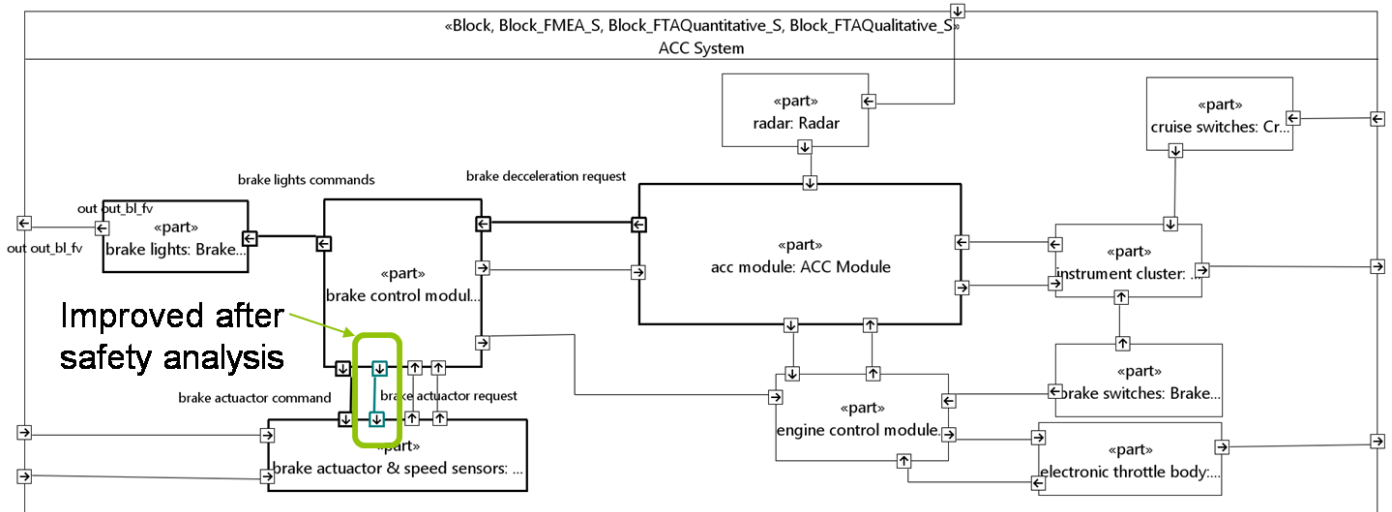 «Block, Block_FMEA_S, Block_FTAQuantitative_S, Block_FTAQualitative_S»
ACC System
«part»
radar: Radar
«part»
cruise switches: Cr...
brake lights commands
brake decceleration request
out out_bl_fv
out out_bl_fv
«part»
brake lights: Brake...
«part»
brake control modul...
«part»
acc module: ACC Module
«part»
instrument cluster: ...
Improved after
safety analysis
brake actuactor command
brake actuactor request
«part»
brake actuactor & speed sensors: ...
«part»
engine control module...
«part»
brake switches: Brake...
«part»
electronic throttle body:...